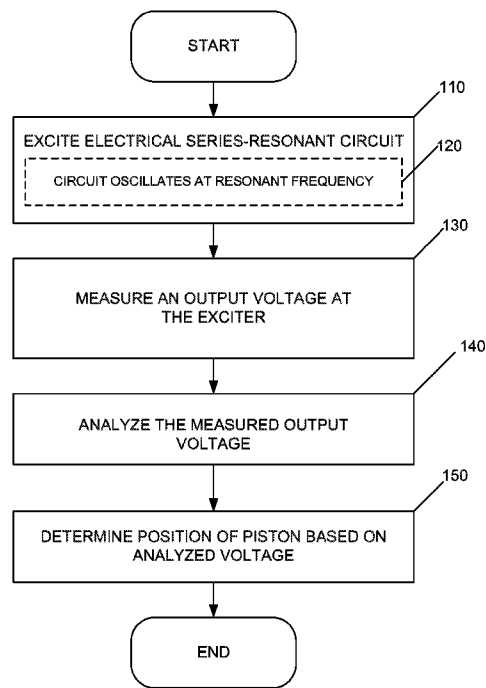 START
110
EXCITE ELECTRICAL SERIES-RESONANT CIRCUIT
120
CIRCUIT OSCILLATES AT RESONANT FREQUENCY
130
MEASURE AN OUTPUT VOLTAGE AT
THE EXCITER
140
ANALYZE THE MEASURED OUTPUT
VOLTAGE
150
DETERMINE POSITION OF PISTON BASED ON
ANALYZED VOLTAGE
END